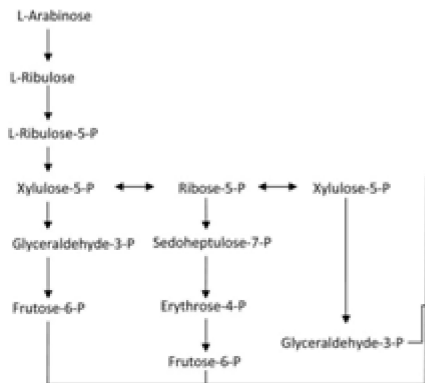 L-Arabinose
L-Ribulose
L-Ribulose-5-P
Xylulose-5-P Ribose-5-P Xylulose-5-P
Glyceraldehyde-3-P Sedoheptulose-7-P
Frutose-6-P Erythrose-4-P
Glyceraldehyde-3-P
Frutose-6-P